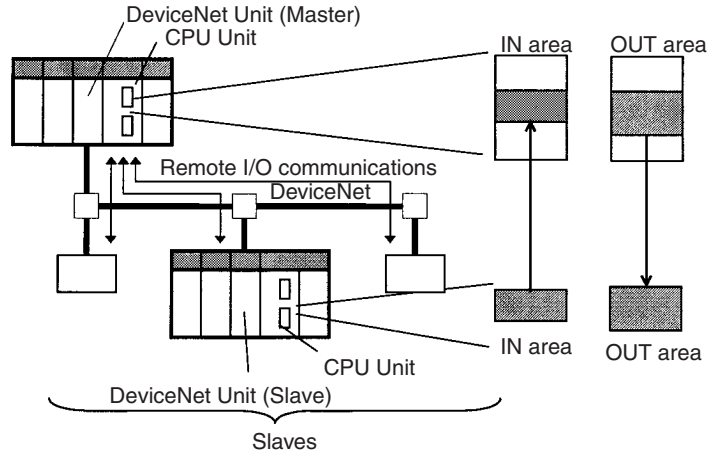 DeviceNet Unit (Master)
CPU Unit
IN area
OUT area
Remote I/O communications
DeviceNet
CPU Unit
IN area
OUT area
DeviceNet Unit (Slave)
Slaves